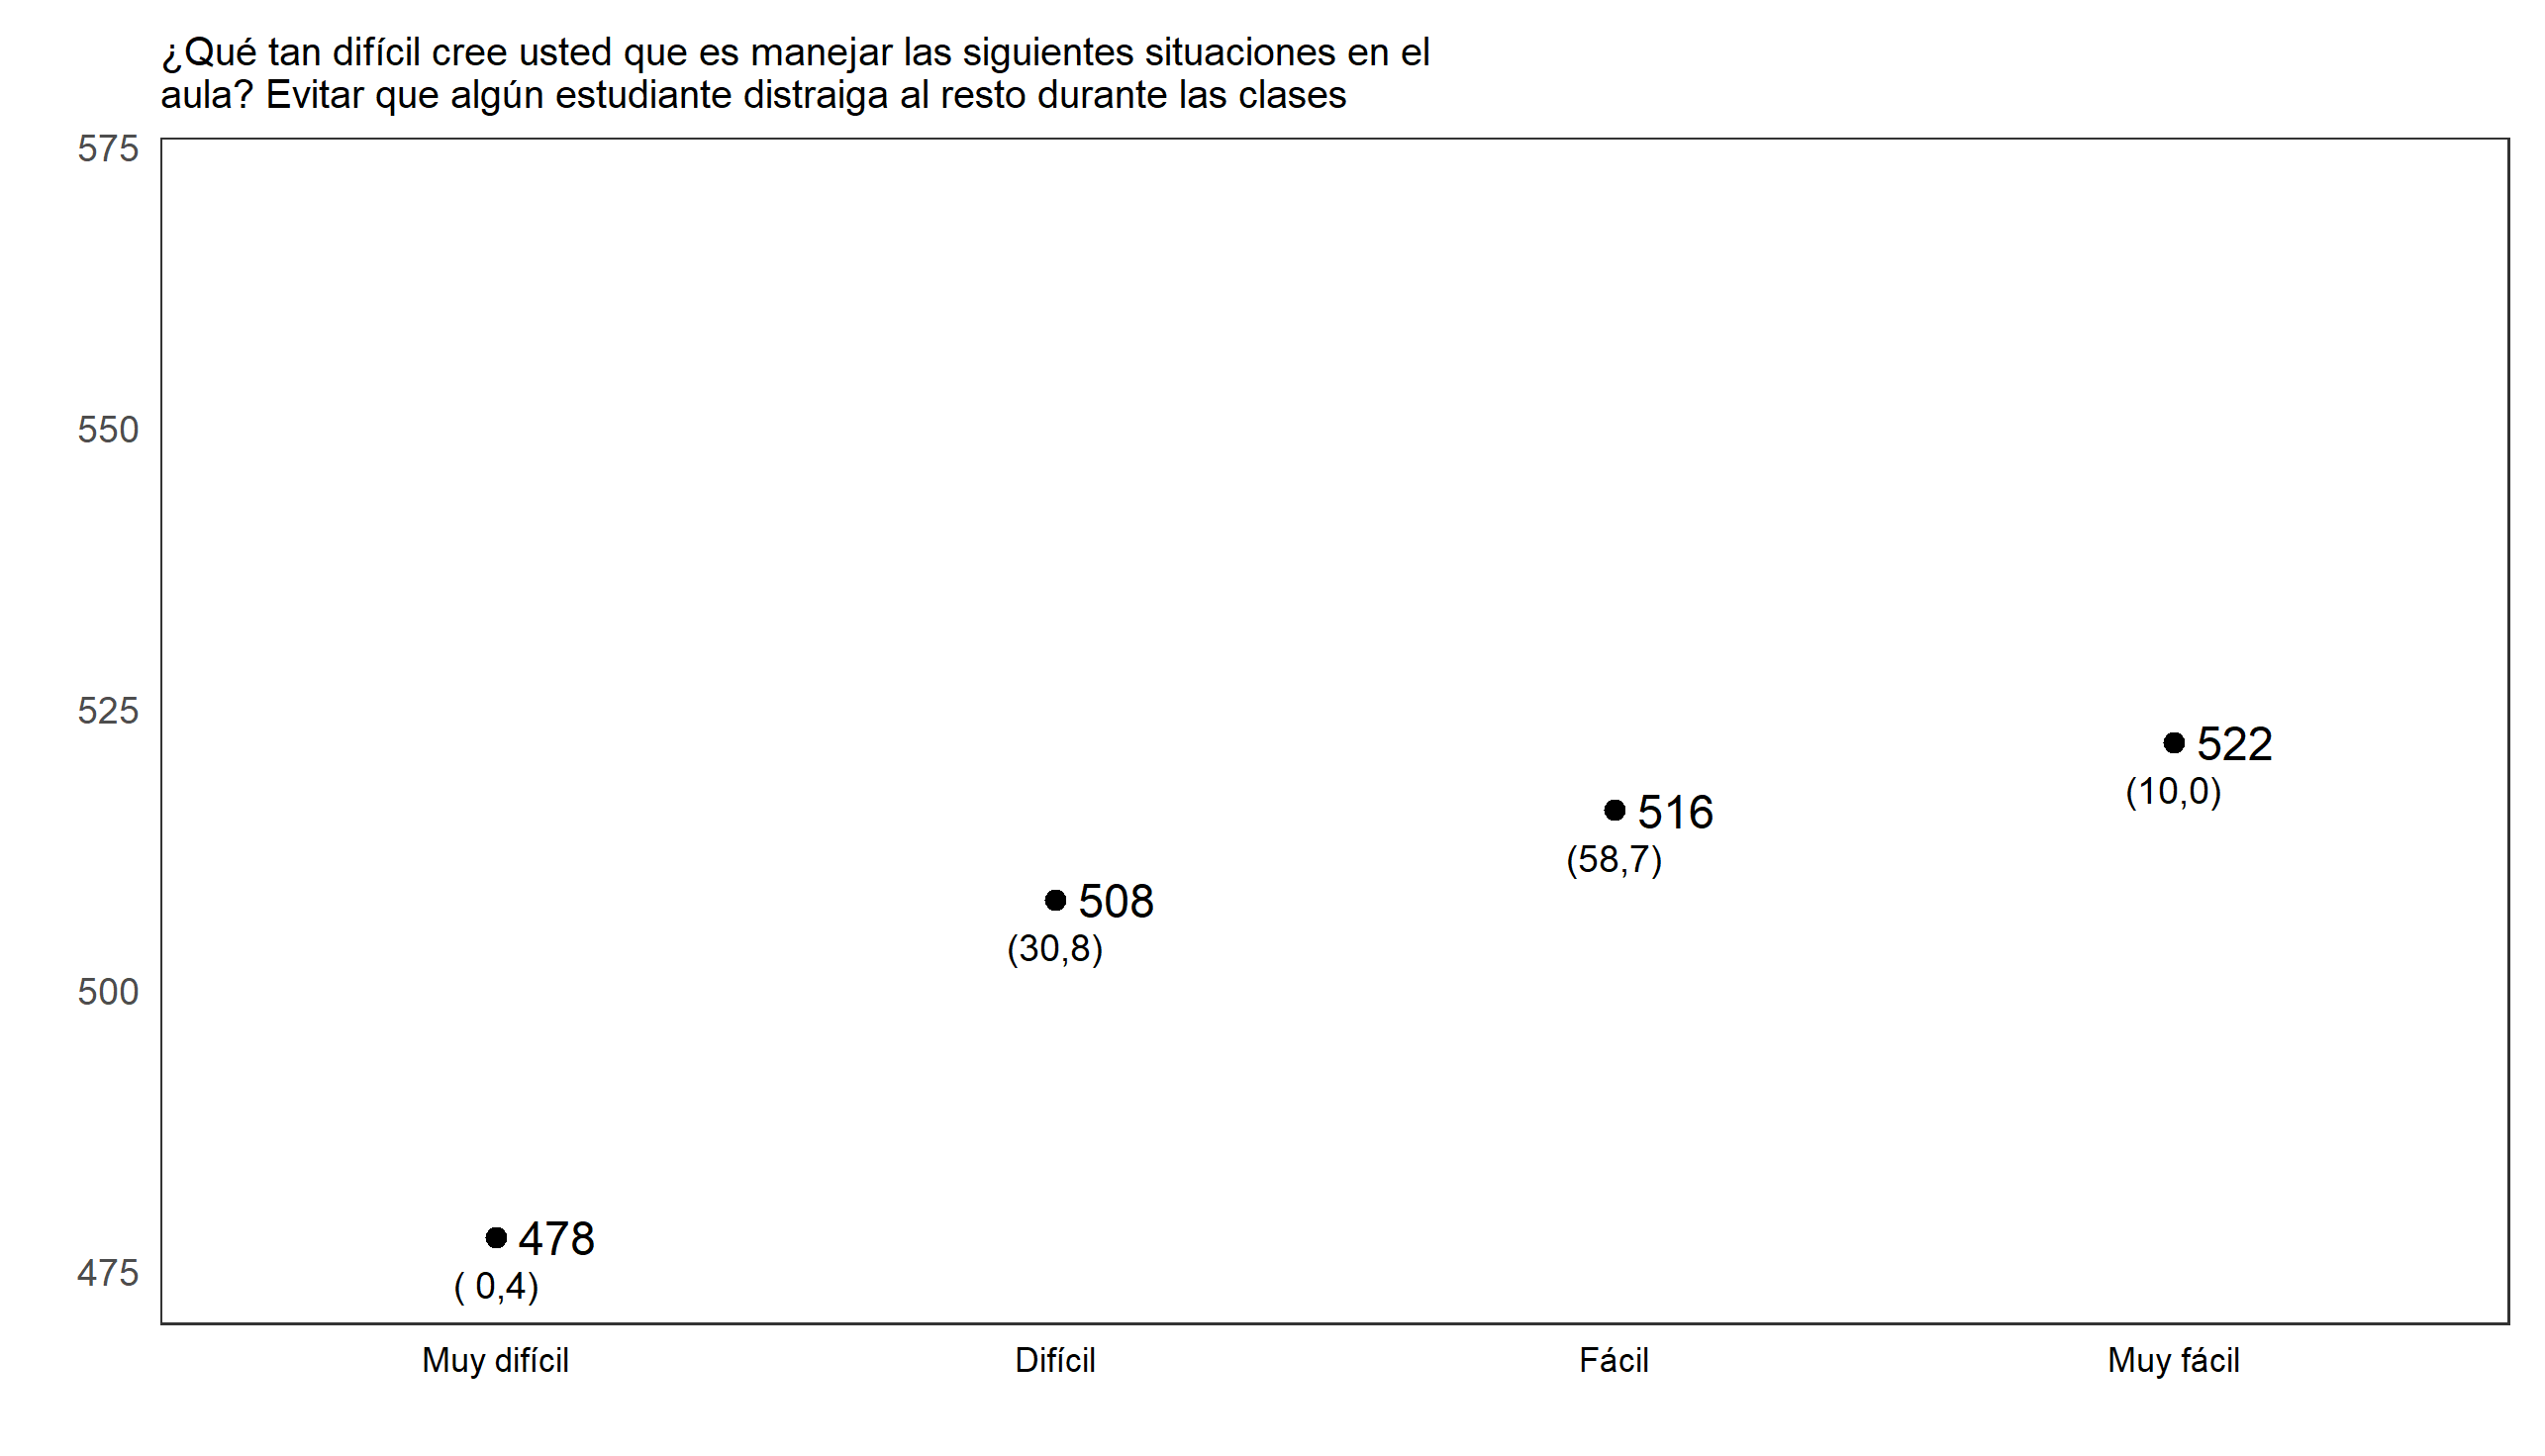 ¿Qué tan difícil cree usted que es manejar las siguientes situaciones en el
aula? Evitar que algún estudiante distraiga al resto durante las clases
575
550
525
500
475
522
(10,0)
516
(58,7)
508
(30,8)
478
( 0,4)
Muy difícil
Difícil
Fácil
Muy fácil